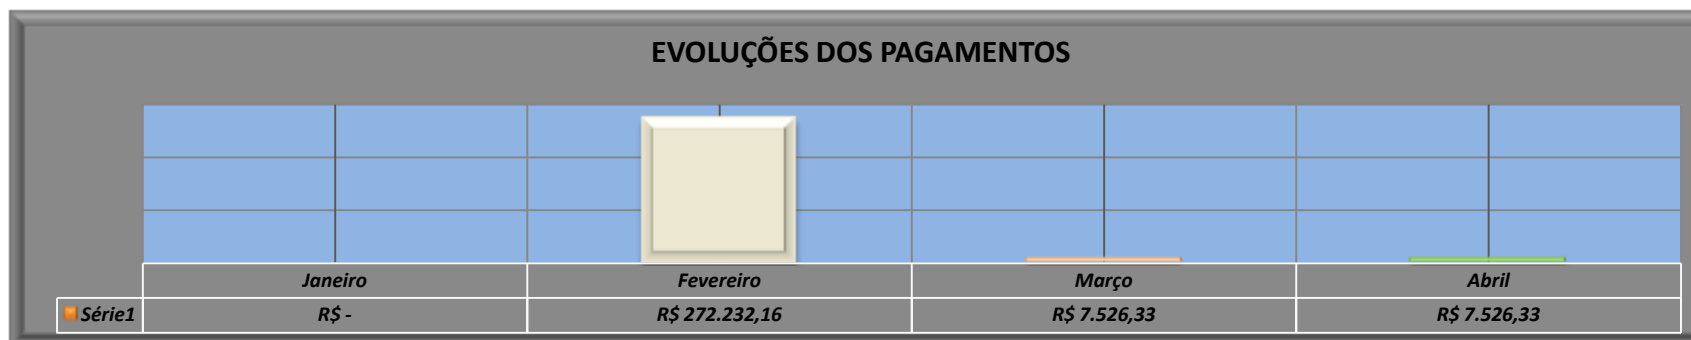 EVOLUÇÕES DOS PAGAMENTOS
Janeiro Fevereiro Março Abril
Série1 R$ - R$ 272.232,16 R$ 7.526,33 R$ 7.526,33